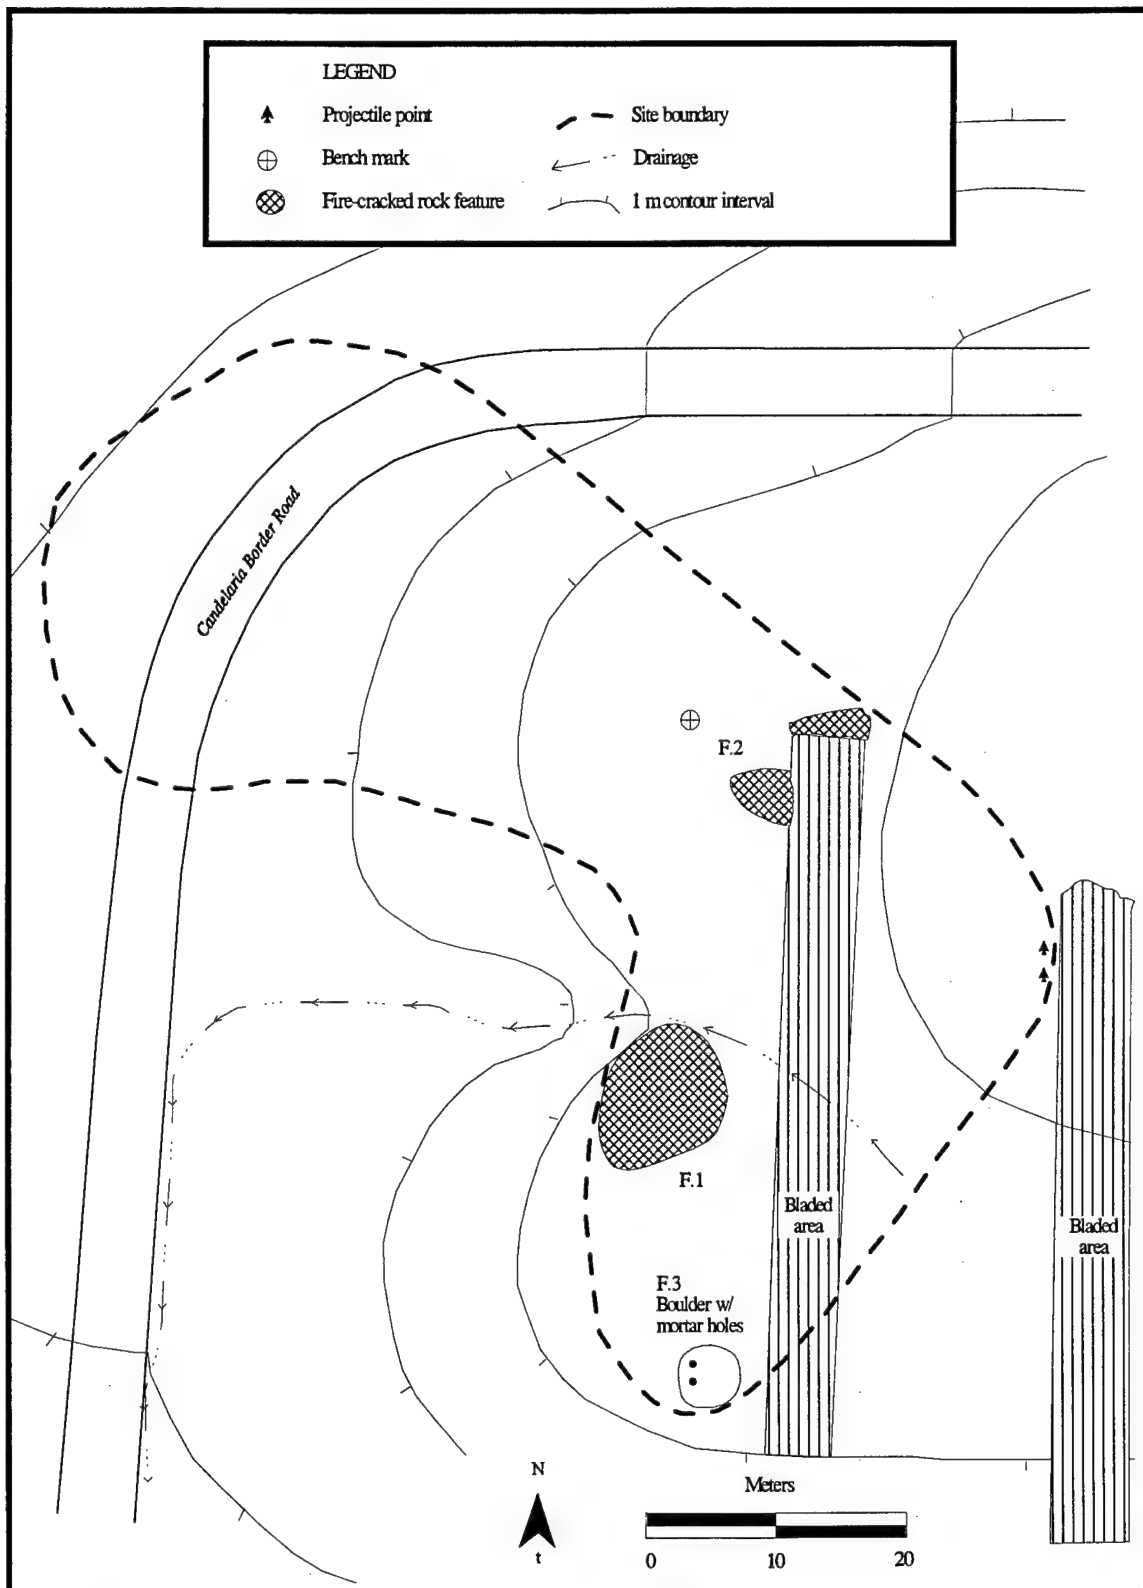 LEGEND
Projectile point
Site boundary
Bench mark
Drainage
Fire-cracked rock feature
1 m contour interval
Candelaria Border Road
F.2
F.1
Bladed
area
Bladed
area
F.3
Boulder w/
mortar holes
N
t
Meters
0 10 20